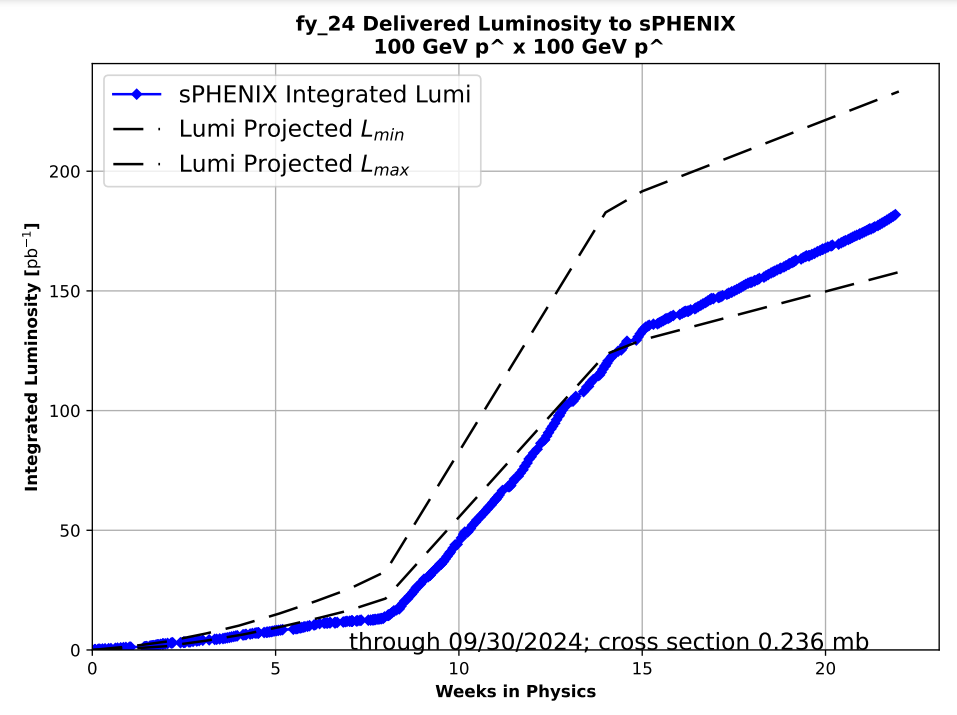 fy_24 Delivered Luminosity to sPHENIX
100 GeV p^ x 100 GeV p^
sPHENIX Integrated Lumi
Lumi Projected L_min
Lumi Projected L_max
Integrated Luminosity [pb⁻¹]
200
150
100
50
0
through 09/30/2024; cross section 0.236 mb
0 5 10 15 20
Weeks in Physics